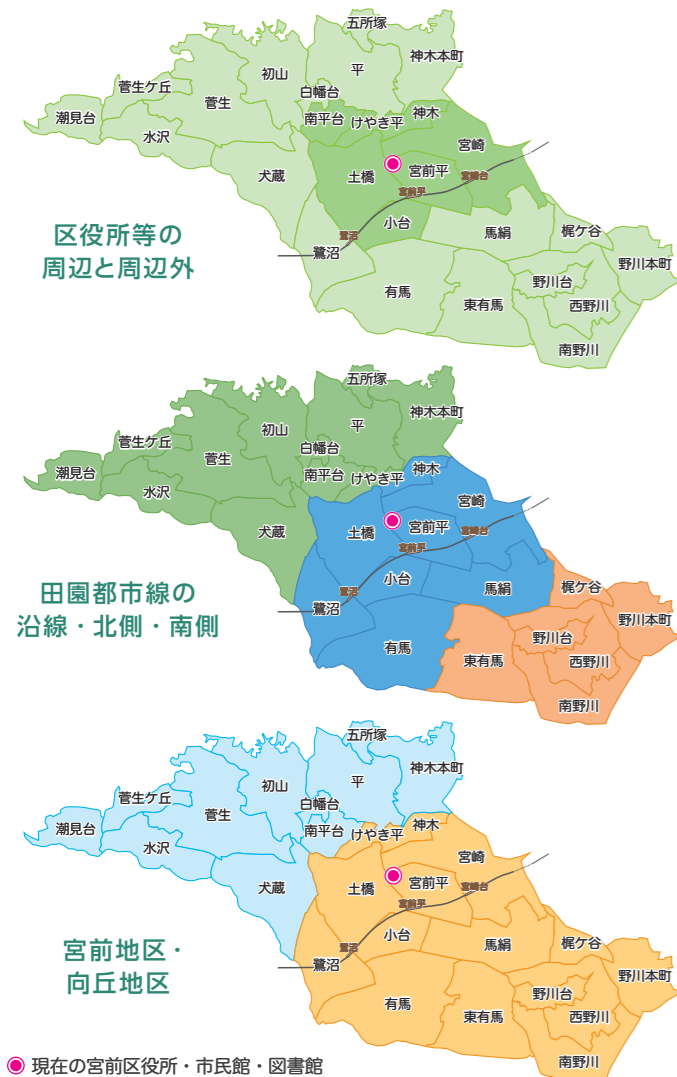 五所塚
神木本町
平
初山
菅生ケ丘
菅生
白幡台
潮見台
南平台
けやき平
神木
水沢
宮崎
犬蔵
土橋
宮前平
宮崎台
宮前平
小台
鷺沼
馬絹
梶ケ谷
鷺沼
野川本町
野川台
有馬
東有馬
西野川
南野川
区役所等の
周辺と周辺外
五所塚
神木本町
平
初山
菅生ケ丘
菅生
白幡台
潮見台
南平台
けやき平
神木
水沢
宮崎
犬蔵
土橋
宮前平
宮崎台
宮前平
小台
鷺沼
馬絹
梶ケ谷
鷺沼
野川本町
野川台
有馬
東有馬
西野川
南野川
田園都市線の
沿線・北側・南側
五所塚
神木本町
平
初山
菅生ケ丘
菅生
白幡台
潮見台
南平台
けやき平
神木
水沢
宮崎
犬蔵
土橋
宮前平
宮崎台
宮前平
小台
鷺沼
馬絹
梶ケ谷
鷺沼
野川本町
野川台
有馬
東有馬
西野川
南野川
宮前地区・
向丘地区
現在の宮前区役所・市民館・図書館